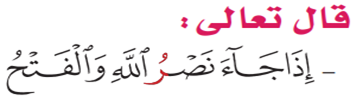 قال تعالى :
- إِذَا جَآءَ نَصْرُ ٱللَّهِ وَٱلْفَتْحُ